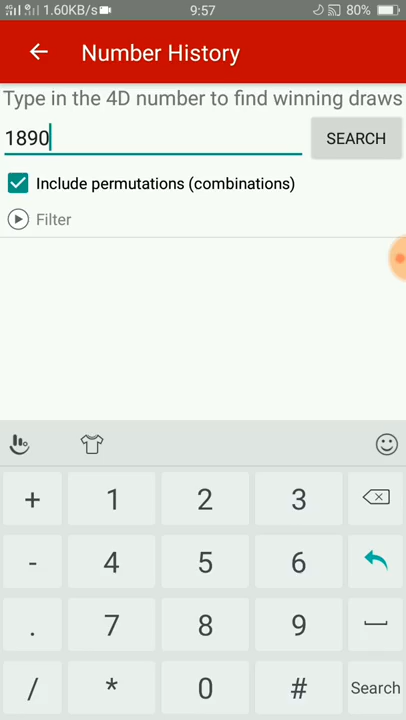 1.60KB/s 9:57 80%
Number History
Type in the 4D number to find winning draws
1890 SEARCH
Include permutations (combinations)
Filter
+ 1 2 3
- 4 5 6
. 7 8 9
/ * 0 # Search